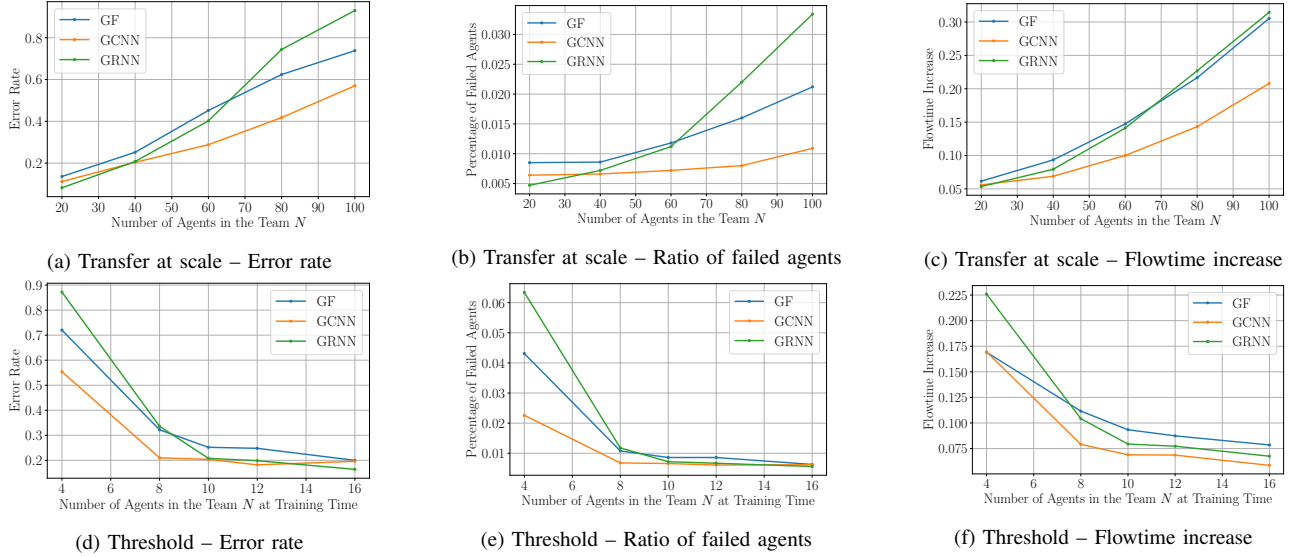 Error Rate
0.8
0.6
0.4
0.2
GF
GCNN
GRNN
20 30 40 50 60 70 80 90 100
Number of Agents in the Team N
(a) Transfer at scale – Error rate
Percentage of Failed Agents
0.030
0.025
0.020
0.015
0.010
0.005
GF
GCNN
GRNN
20 30 40 50 60 70 80 90 100
Number of Agents in the Team N
(b) Transfer at scale – Ratio of failed agents
Flowtime Increase
0.30
0.25
0.20
0.15
0.10
0.05
GF
GCNN
GRNN
20 30 40 50 60 70 80 90 100
Number of Agents in the Team N
(c) Transfer at scale – Flowtime increase
Error Rate
0.9
0.8
0.7
0.6
0.5
0.4
0.3
0.2
GF
GCNN
GRNN
4 6 8 10 12 14 16
Number of Agents in the Team N at Training Time
(d) Threshold – Error rate
Percentage of Failed Agents
0.06
0.05
0.04
0.03
0.02
0.01
GF
GCNN
GRNN
4 6 8 10 12 14 16
Number of Agents in the Team N at Training Time
(e) Threshold – Ratio of failed agents
Flowtime Increase
0.225
0.200
0.175
0.150
0.125
0.100
0.075
GF
GCNN
GRNN
4 6 8 10 12 14 16
Number of Agents in the Team N at Training Time
(f) Threshold – Flowtime increase